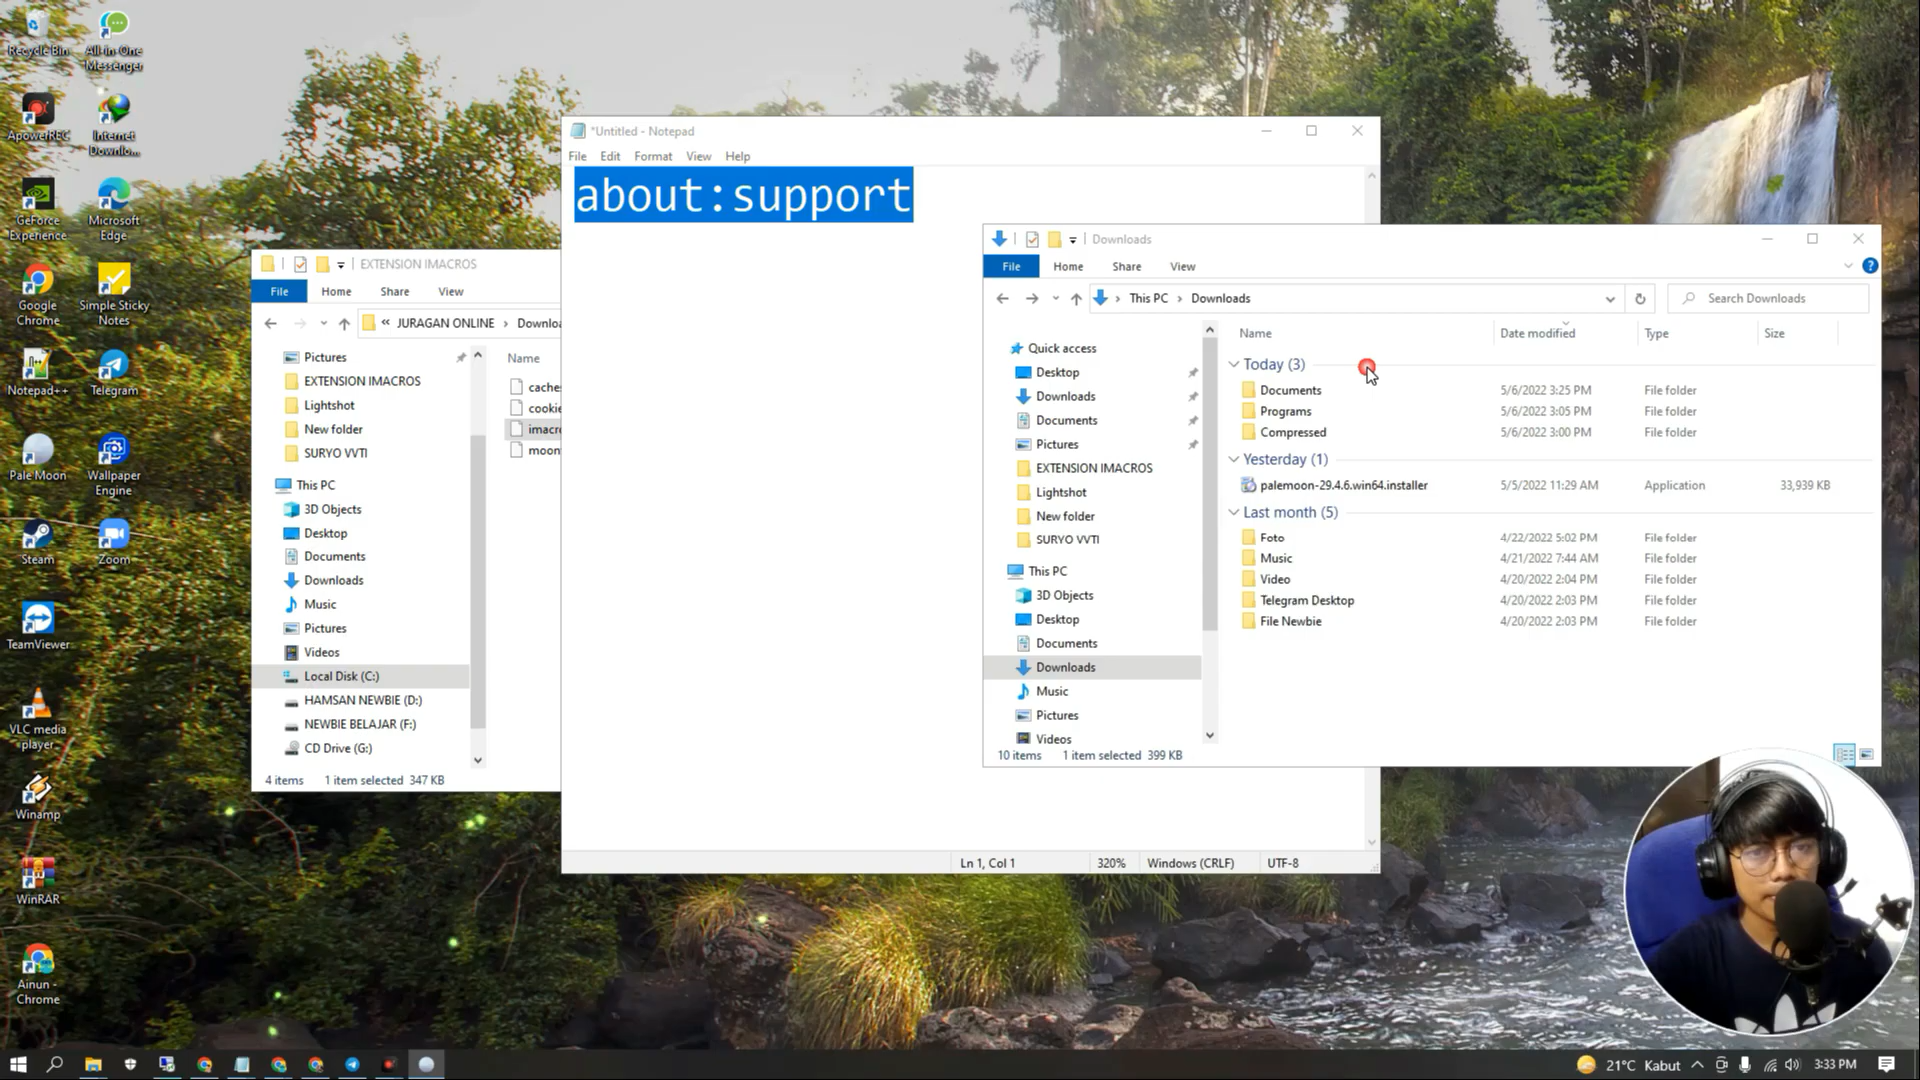 Recycle Bin
All-in-One Messenger
ApowerREC
Internet Downlo...
GeForce Experience
Microsoft Edge
Google Chrome
Simple Sticky Notes
Notepad++
Telegram
Pale Moon
Wallpaper Engine
Steam
Zoom
TeamViewer
VLC media player
Winamp
WinRAR
Ainun - Chrome
EXTENSION IMACROS
File Home Share View
« JURAGAN ONLINE › Downloa
Name
Pictures
EXTENSION IMACROS
Lightshot
New folder
SURYO VVTI
This PC
3D Objects
Desktop
Documents
Downloads
Music
Pictures
Videos
Local Disk (C:)
HAMSAN NEWBIE (D:)
NEWBIE BELAJAR (F:)
CD Drive (G:)
cache
cookie
imacr
moon
4 items 1 item selected 347 KB
*Untitled - Notepad
File Edit Format View Help
about:support
Ln 1, Col 1 320% Windows (CRLF) UTF-8
Downloads
File Home Share View
› This PC › Downloads
Search Downloads
Quick access
Desktop
Downloads
Documents
Pictures
EXTENSION IMACROS
Lightshot
New folder
SURYO VVTI
This PC
3D Objects
Desktop
Documents
Downloads
Music
Pictures
Videos
Name Date modified Type Size
Today (3)
Documents 5/6/2022 3:25 PM File folder
Programs 5/6/2022 3:05 PM File folder
Compressed 5/6/2022 3:00 PM File folder
Yesterday (1)
palemoon-29.4.6.win64.installer 5/5/2022 11:29 AM Application 33,939 KB
Last month (5)
Foto 4/22/2022 5:02 PM File folder
Music 4/21/2022 7:44 AM File folder
Video 4/20/2022 2:04 PM File folder
Telegram Desktop 4/20/2022 2:03 PM File folder
File Newbie 4/20/2022 2:03 PM File folder
10 items 1 item selected 399 KB
21°C Kabut
3:33 PM